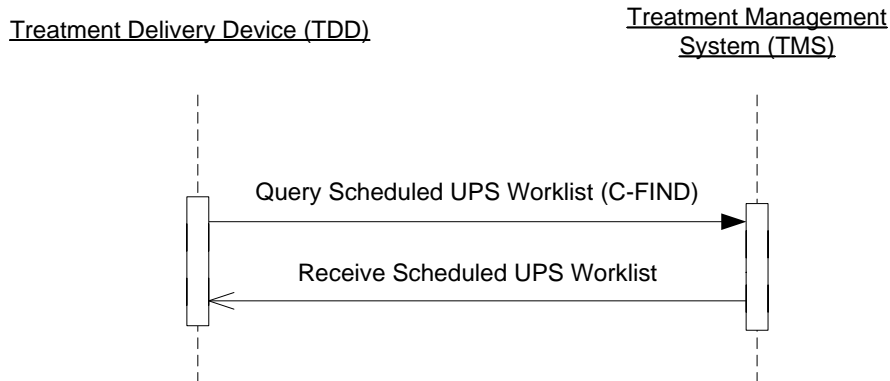 Treatment Delivery Device (TDD)
Treatment Management
System (TMS)
Query Scheduled UPS Worklist (C-FIND)
Receive Scheduled UPS Worklist